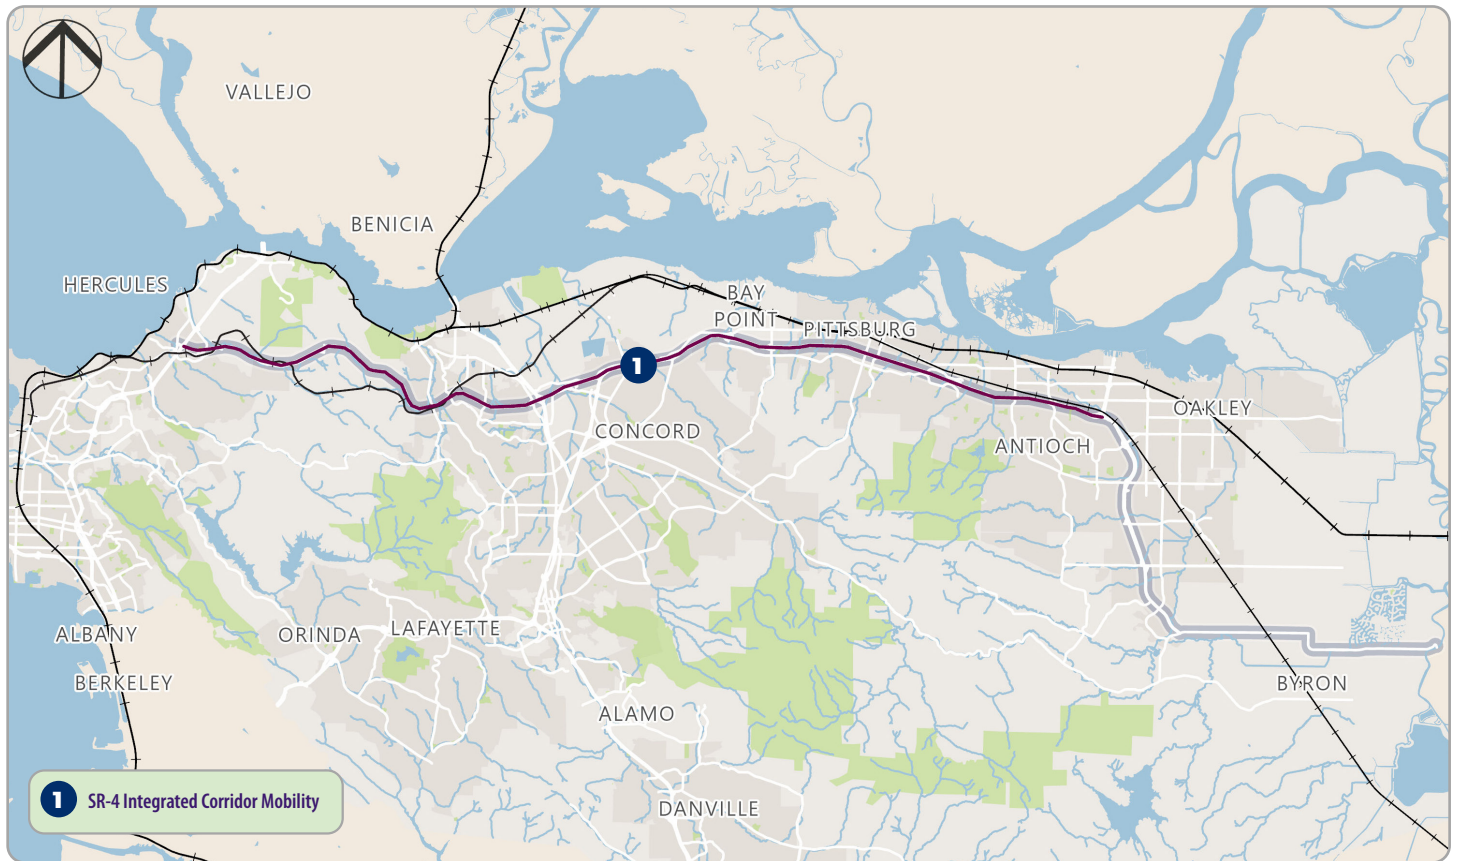 VALLEJO
BENICIA
HERCULES
BAY
POINT
PITTSBURG
1
OAKLEY
CONCORD
ANTIOCH
ALBANY
ORINDA
LAFAYETTE
BERKELEY
BYRON
ALAMO
1 SR-4 Integrated Corridor Mobility
DANVILLE